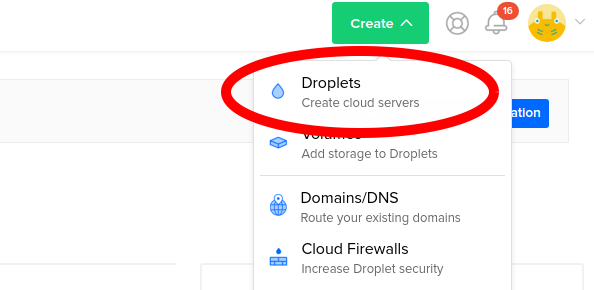 Create
16
Droplets
Create cloud servers
ation
Volumes
Add storage to Droplets
Domains/DNS
Route your existing domains
Cloud Firewalls
Increase Droplet security